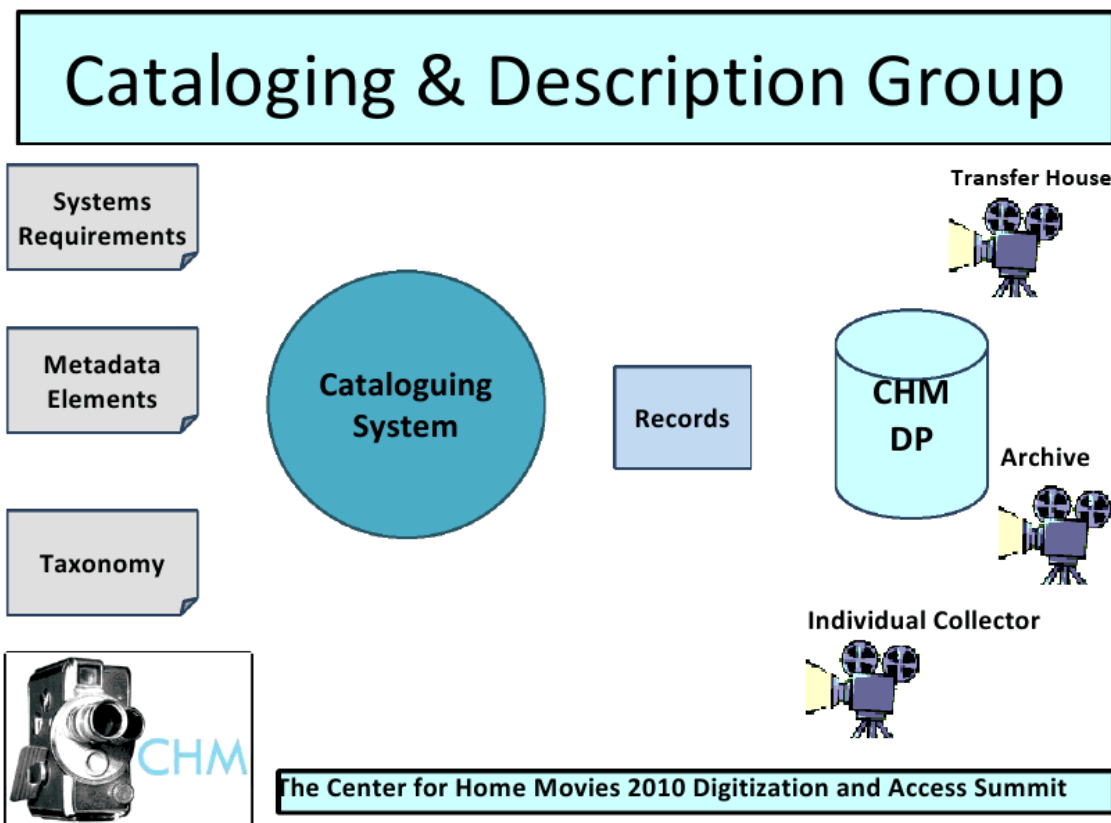 Cataloging & Description Group
Systems
Requirements
Transfer House
Metadata
Elements
Cataloguing
System
Records
CHM
DP
Archive
Taxonomy
Individual Collector
CHM
The Center for Home Movies 2010 Digitization and Access Summit